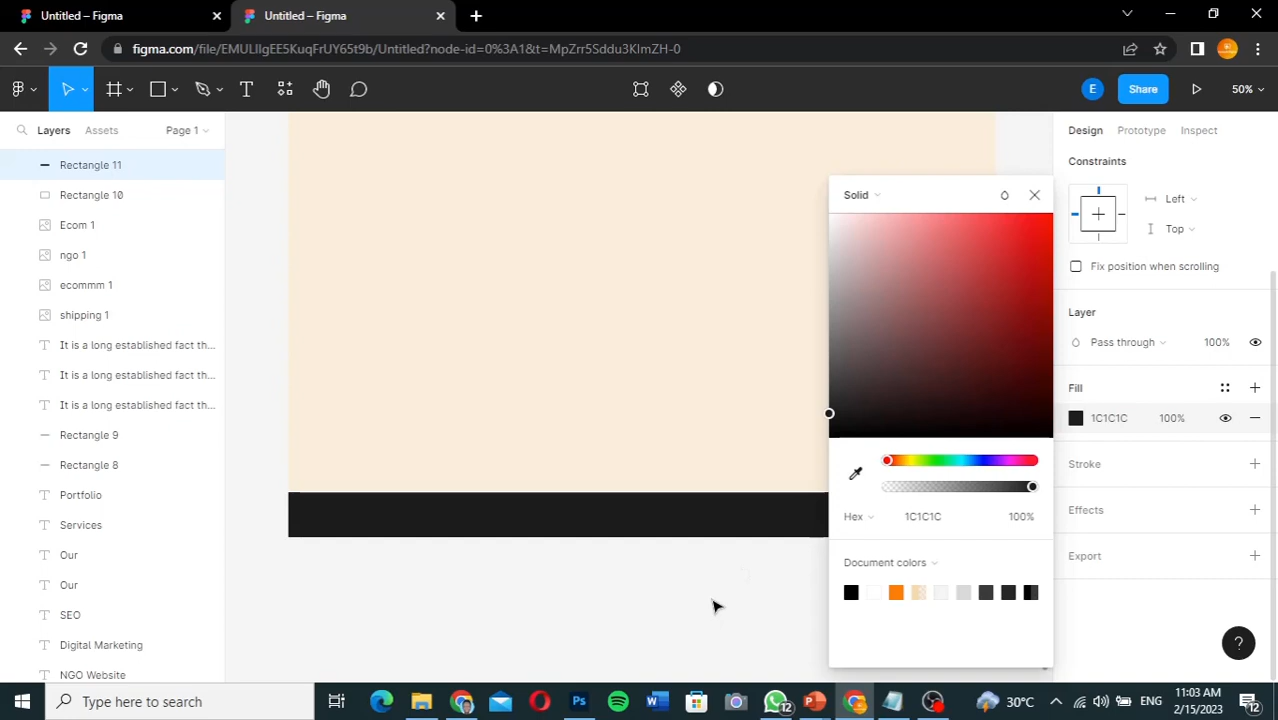 Untitled – Figma
Untitled – Figma
figma.com/file/EMULIlgEE5KuqFrUY65t9b/Untitled?node-id=0%3A1&t=MpZrr5Sddu3KlmZH-0
E
Share
50%
Layers
Assets
Page 1
Rectangle 11
Rectangle 10
Ecom 1
ngo 1
ecommm 1
shipping 1
It is a long established fact th...
It is a long established fact th...
It is a long established fact th...
Rectangle 9
Rectangle 8
Portfolio
Services
Our
Our
SEO
Digital Marketing
NGO Website
Solid
Hex
1C1C1C
100%
Document colors
Design
Prototype
Inspect
Constraints
Left
Top
Fix position when scrolling
Layer
Pass through
100%
Fill
1C1C1C
100%
Stroke
Effects
Export
?
Type here to search
12
30°C
ENG
11:03 AM
2/15/2023
12